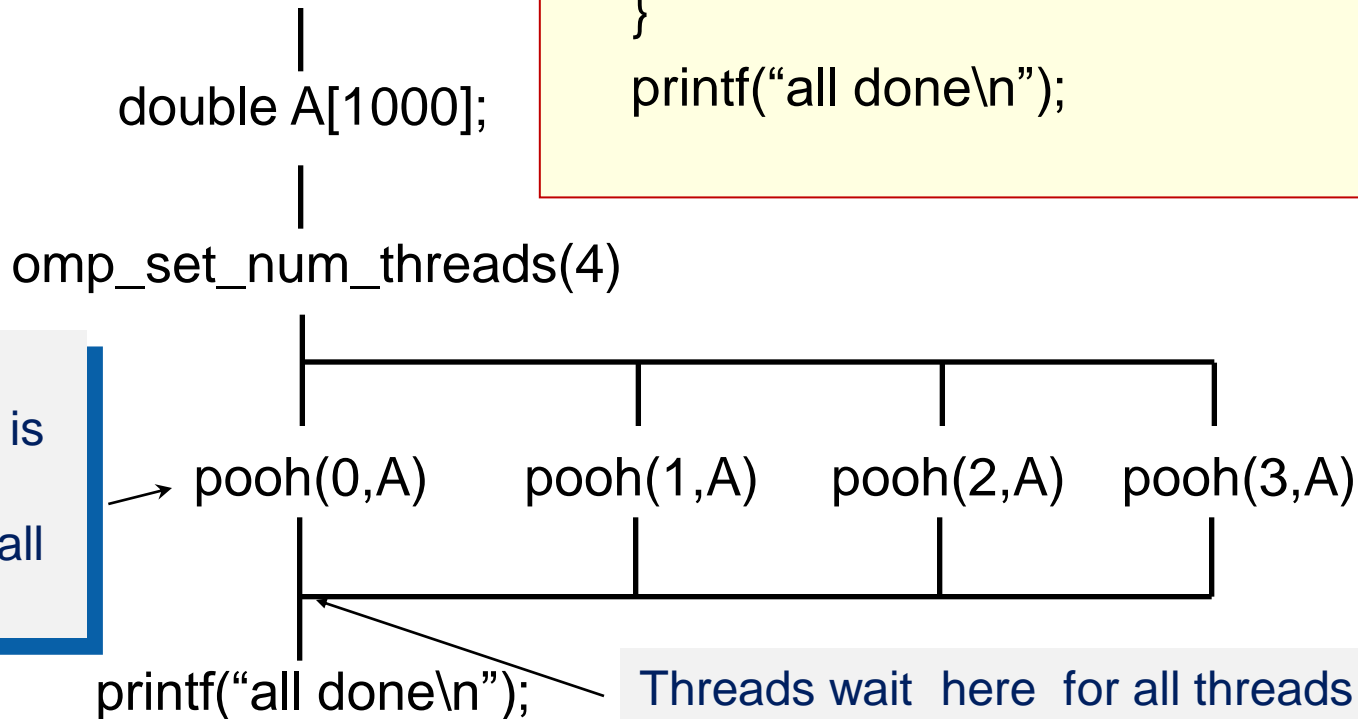 }
printf(“all done\n”);
double A[1000];
omp_set_num_threads(4)
is
all
pooh(0,A) pooh(1,A) pooh(2,A) pooh(3,A)
printf(“all done\n”);
Threads wait here for all threads